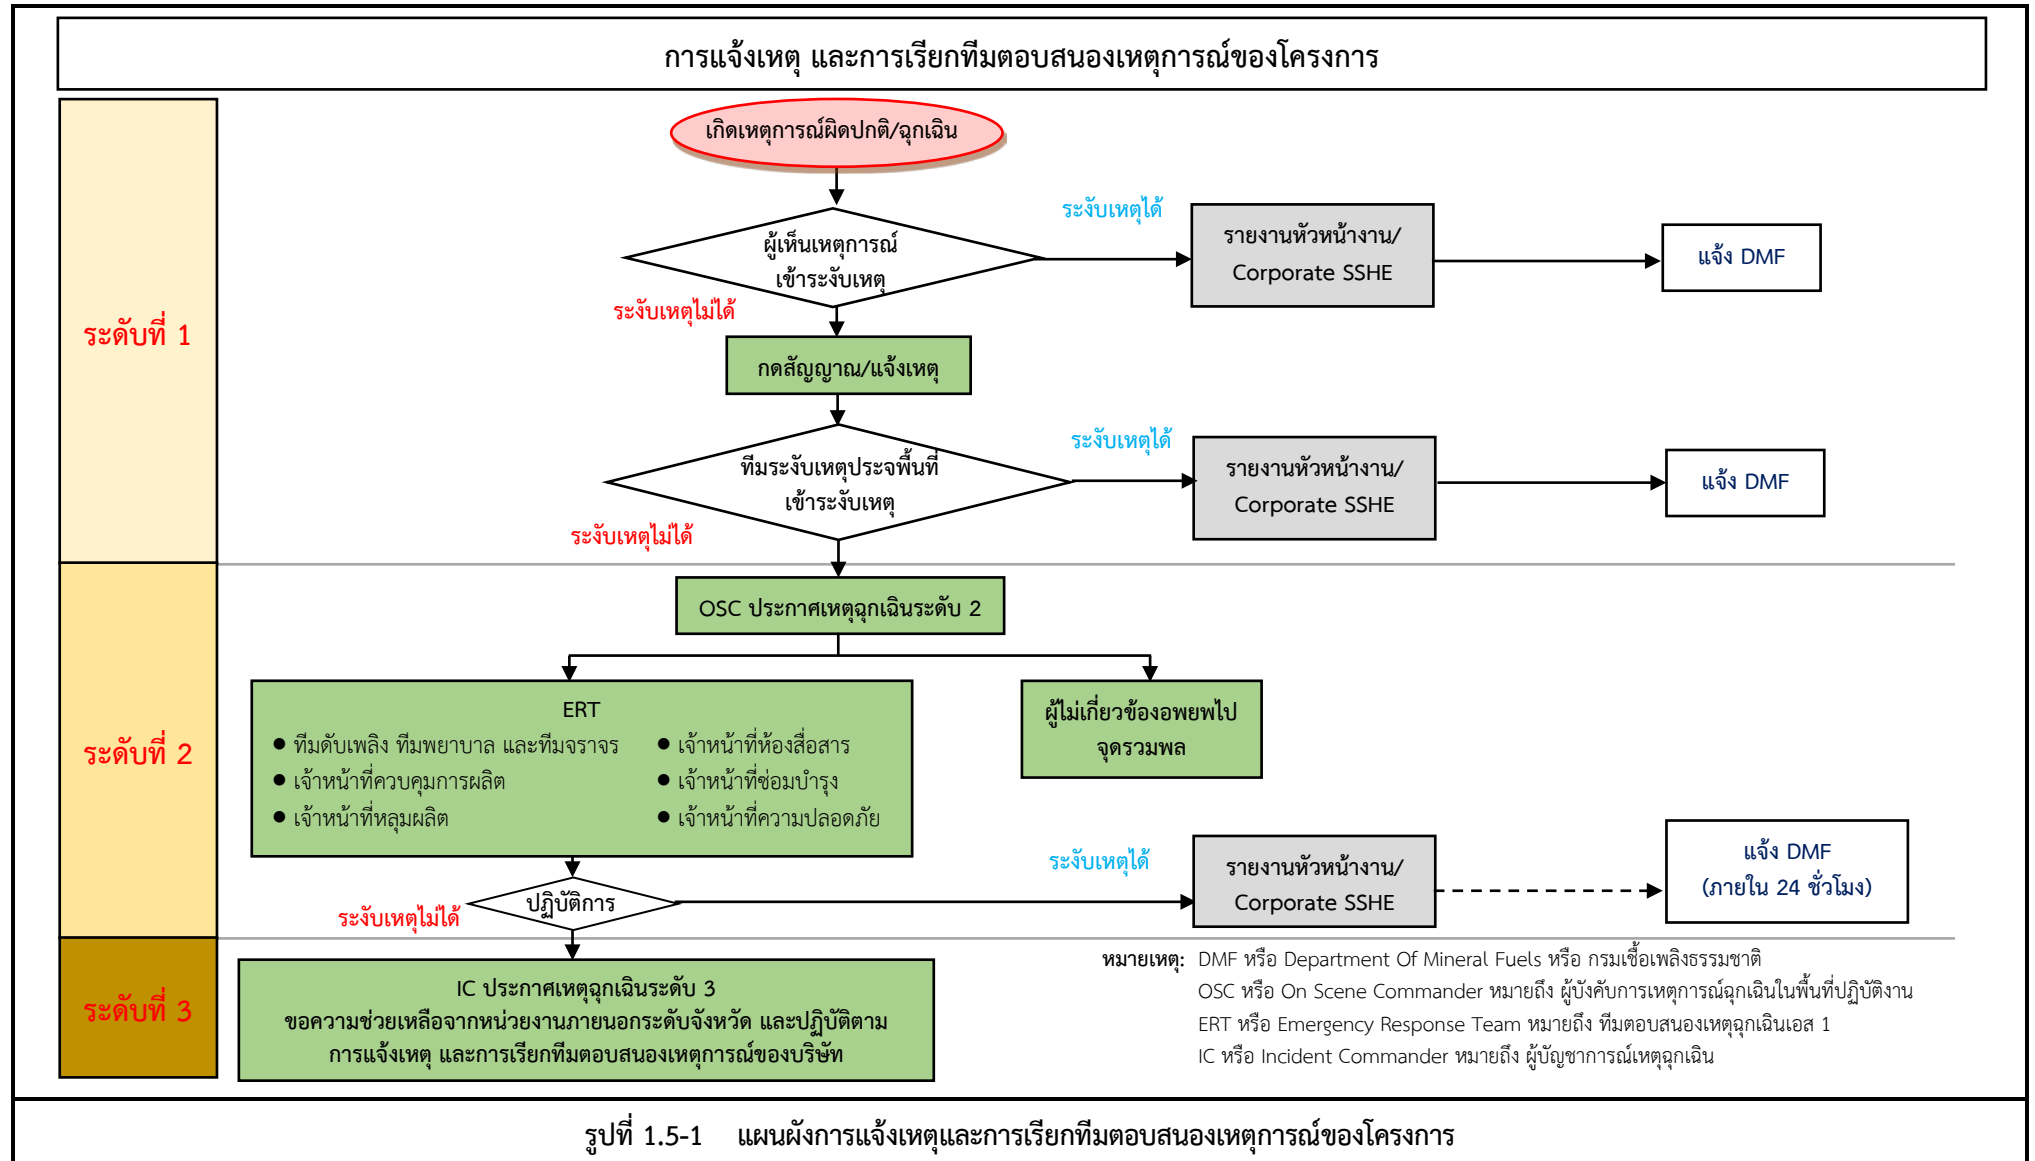 การแจ้งเหตุ และการเรียกทีมตอบสนองเหตุการณ์ของโครงการ
ระดับที่ 1
เกิดเหตุการณ์ผิดปกติ/ฉุกเฉิน
ผู้เห็นเหตุการณ์
เข้าระงับเหตุ
ระงับเหตุได้
รายงานหัวหน้างาน/
Corporate SSHE
แจ้ง DMF
ระงับเหตุไม่ได้
กดสัญญาณ/แจ้งเหตุ
ทีมระงับเหตุประจพื้นที่
เข้าระงับเหตุ
ระงับเหตุได้
รายงานหัวหน้างาน/
Corporate SSHE
แจ้ง DMF
ระงับเหตุไม่ได้
ระดับที่ 2
OSC ประกาศเหตุฉุกเฉินระดับ 2
ERT
● ทีมดับเพลิง ทีมพยาบาล และทีมจราจร
● เจ้าหน้าที่ควบคุมการผลิต
● เจ้าหน้าที่หลุมผลิต
● เจ้าหน้าที่ห้องสื่อสาร
● เจ้าหน้าที่ซ่อมบำรุง
● เจ้าหน้าที่ความปลอดภัย
ผู้ไม่เกี่ยวข้องอพยพไป
จุดรวมพล
ปฏิบัติการ
ระงับเหตุได้
รายงานหัวหน้างาน/
Corporate SSHE
แจ้ง DMF
(ภายใน 24 ชั่วโมง)
ระงับเหตุไม่ได้
ระดับที่ 3
IC ประกาศเหตุฉุกเฉินระดับ 3
ขอความช่วยเหลือจากหน่วยงานภายนอกระดับจังหวัด และปฏิบัติตาม
การแจ้งเหตุ และการเรียกทีมตอบสนองเหตุการณ์ของบริษัท
หมายเหตุ: DMF หรือ Department Of Mineral Fuels หรือ กรมเชื้อเพลิงธรรมชาติ
OSC หรือ On Scene Commander หมายถึง ผู้บังคับการเหตุการณ์ฉุกเฉินในพื้นที่ปฏิบัติงาน
ERT หรือ Emergency Response Team หมายถึง ทีมตอบสนองเหตุฉุกเฉินเอส 1
IC หรือ Incident Commander หมายถึง ผู้บัญชาการณ์เหตุฉุกเฉิน
รูปที่ 1.5-1 แผนผังการแจ้งเหตุและการเรียกทีมตอบสนองเหตุการณ์ของโครงการ